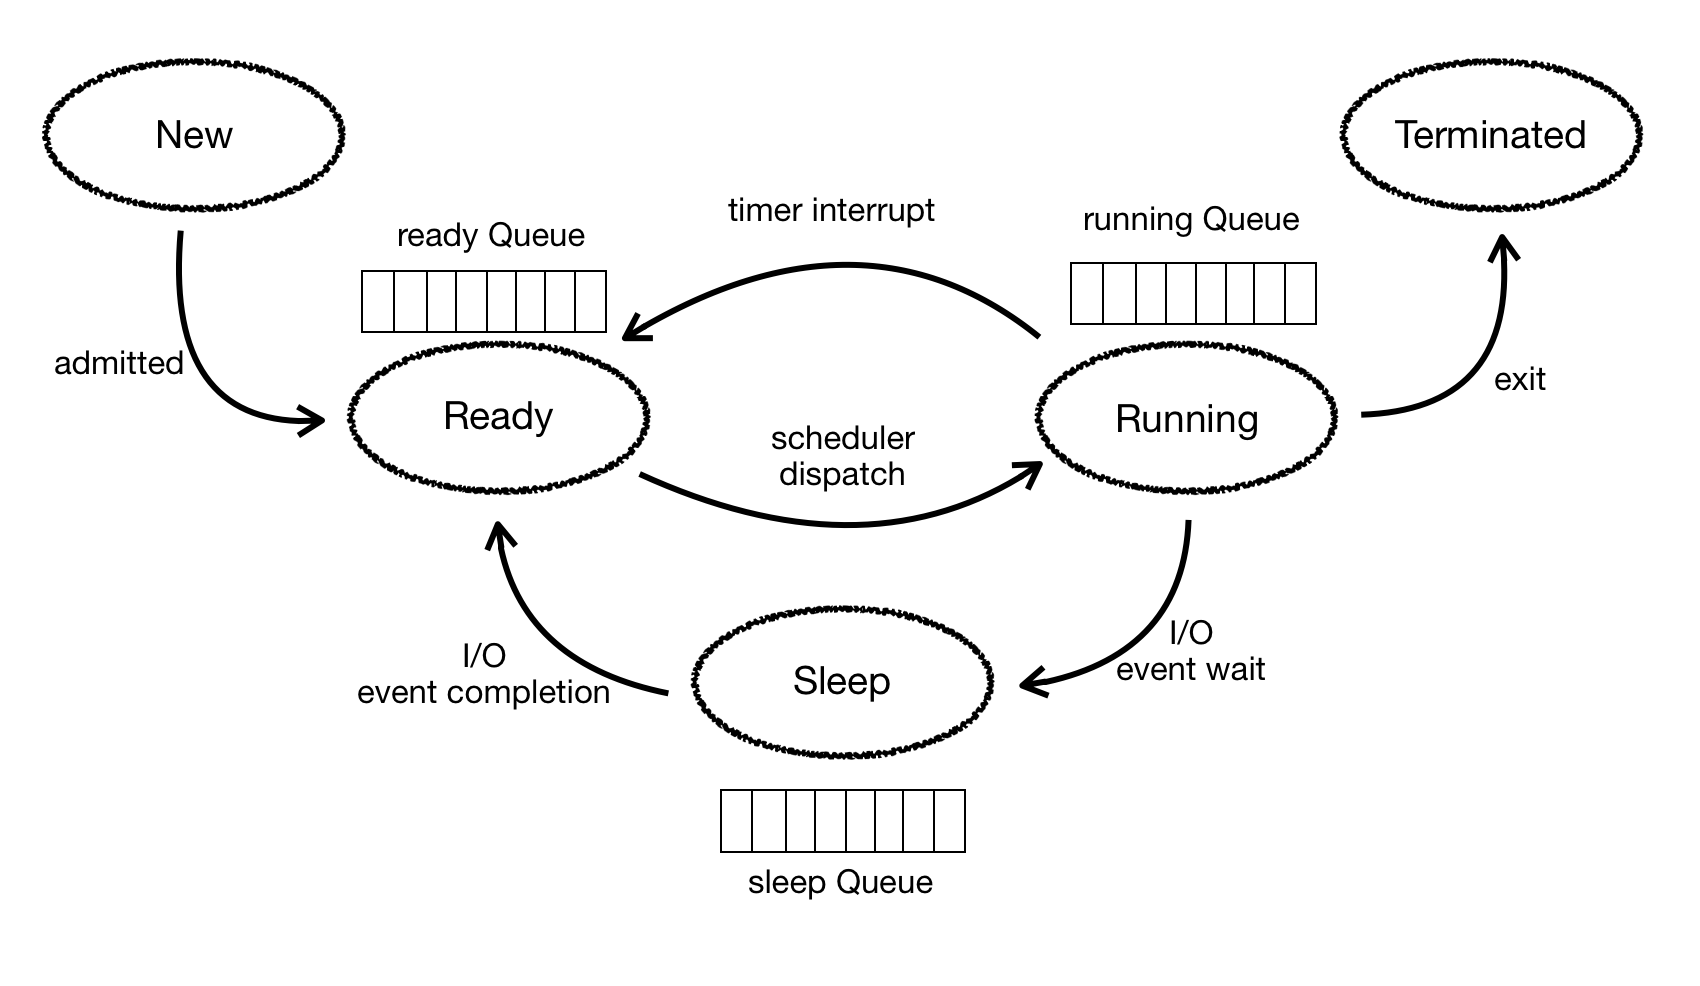 New
Terminated
timer interrupt
running Queue
ready Queue
admitted
Ready
Running
exit
scheduler
dispatch
I/O
event wait
I/O
event completion
Sleep
sleep Queue